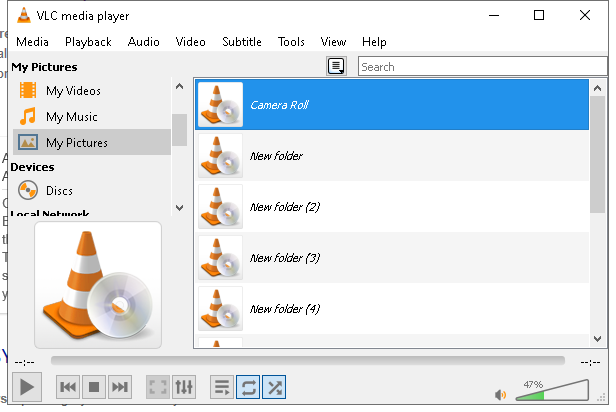 VLC media player
Media Playback Audio Video Subtitle Tools View Help
My Pictures
Search
My Videos
My Music
My Pictures
Devices
Discs
Local Network
Camera Roll
New folder
New folder (2)
New folder (3)
New folder (4)
--:--
--:--
47%